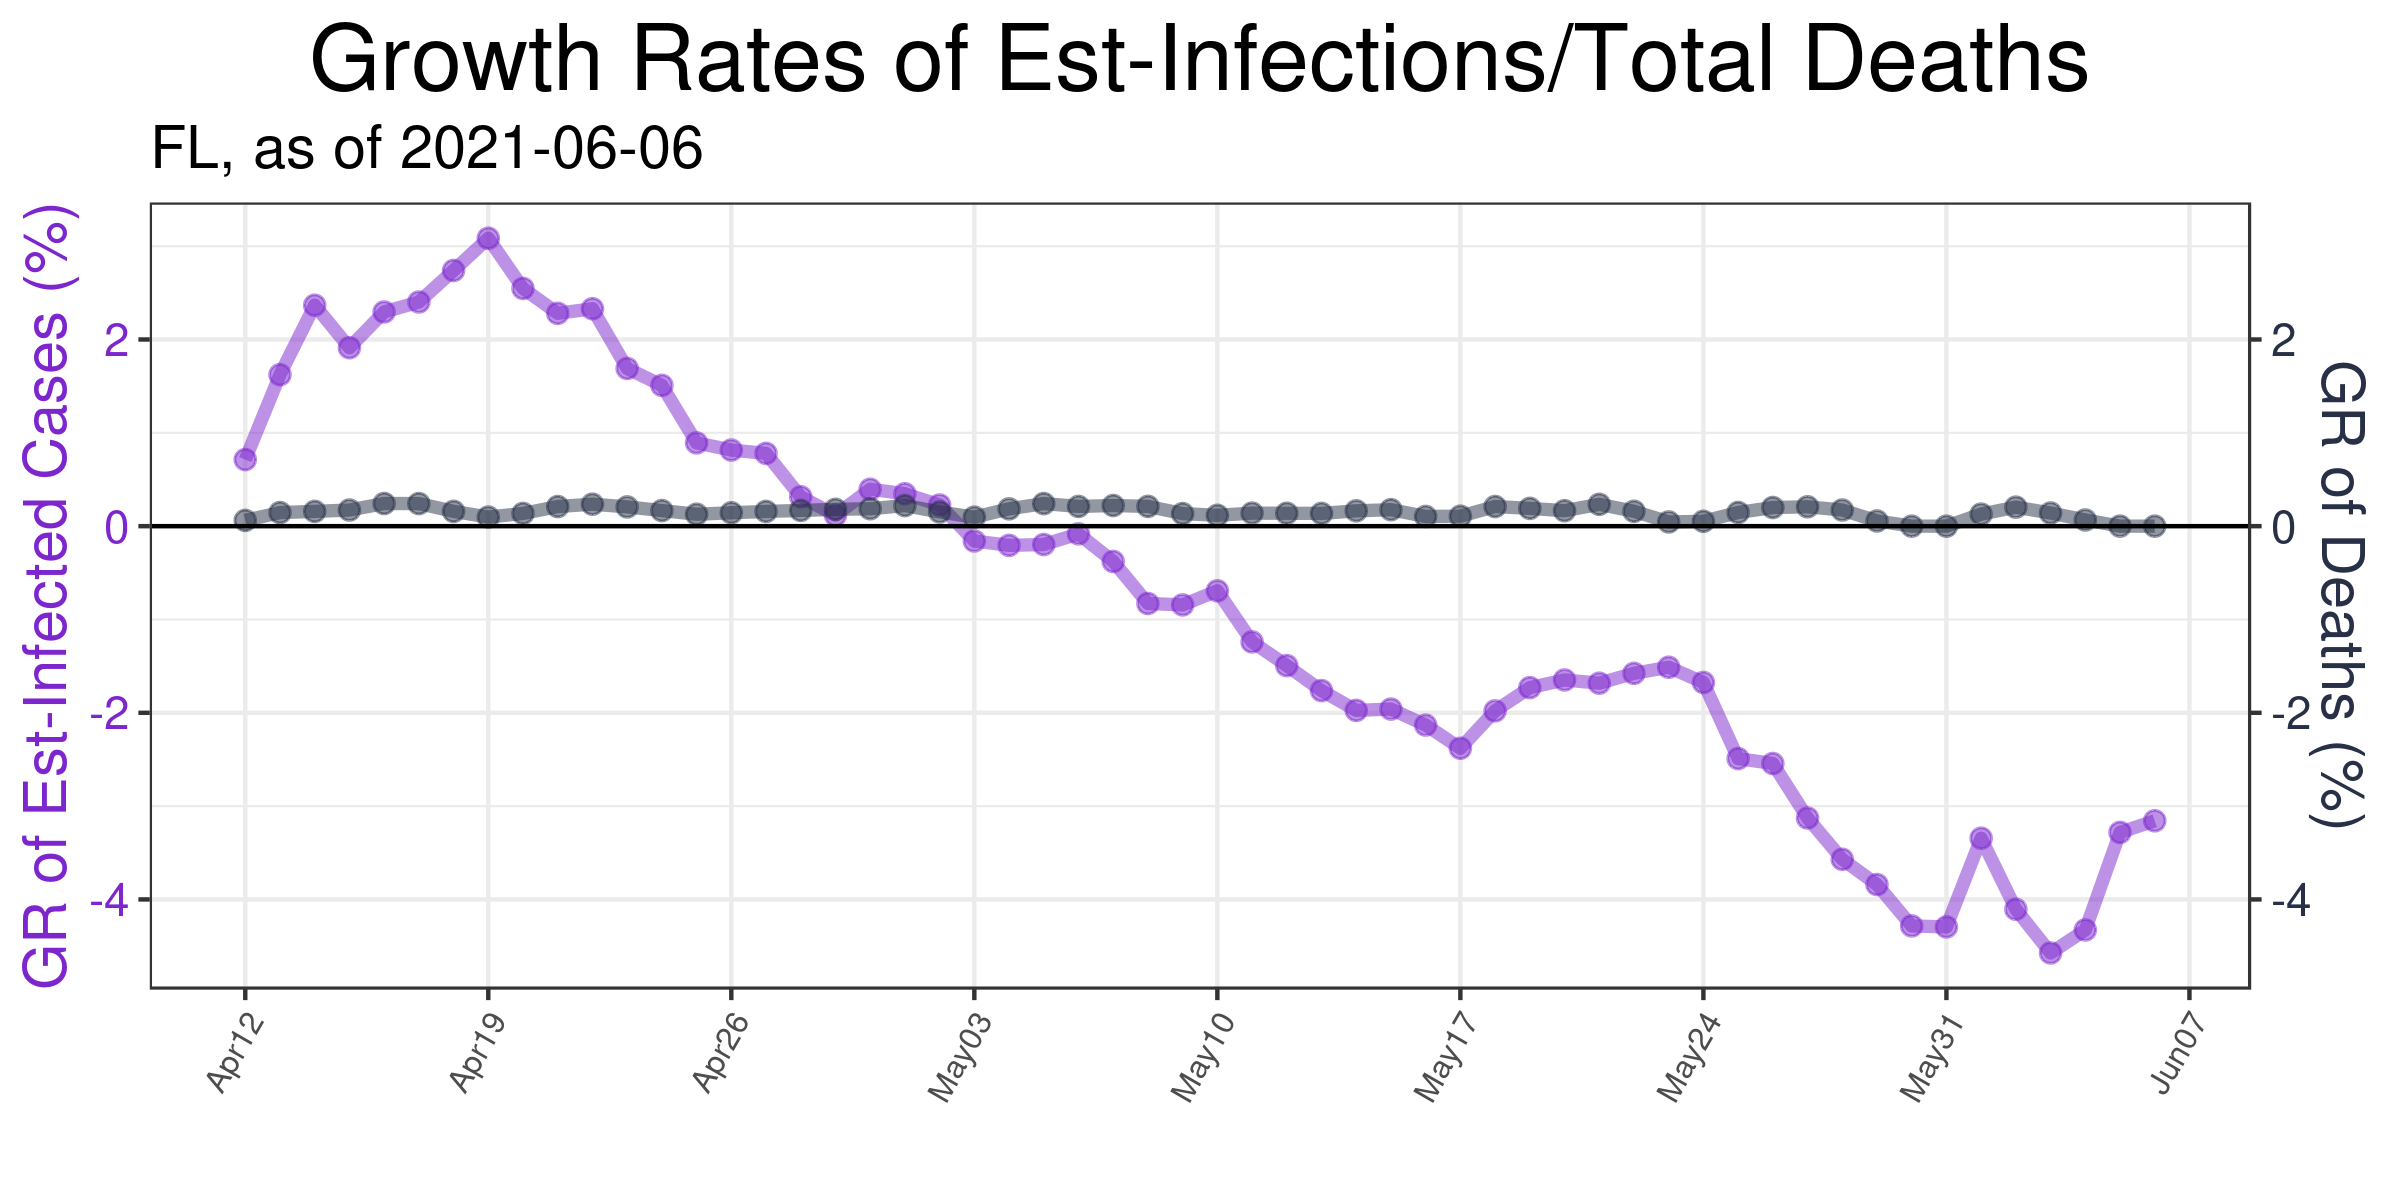 Growth Rates of Est-Infections/Total Deaths
FL, as of 2021-06-06
GR of Est-Infected Cases (%)
2
0
-2
-4
2
0
-2
-4
GR of Deaths (%)
Apr12
Apr19
Apr26
May03
May10
May17
May24
May31
Jun07